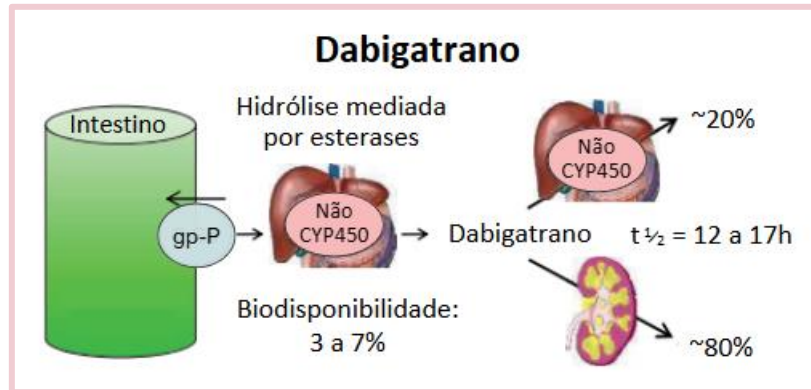 Dabigatrano
Intestino
Hidrólise mediada
por esterases
Não
CYP450
~20%
gp-P
Não
CYP450
Dabigatrano
t ½ = 12 a 17h
Biodisponibilidade:
3 a 7%
~80%